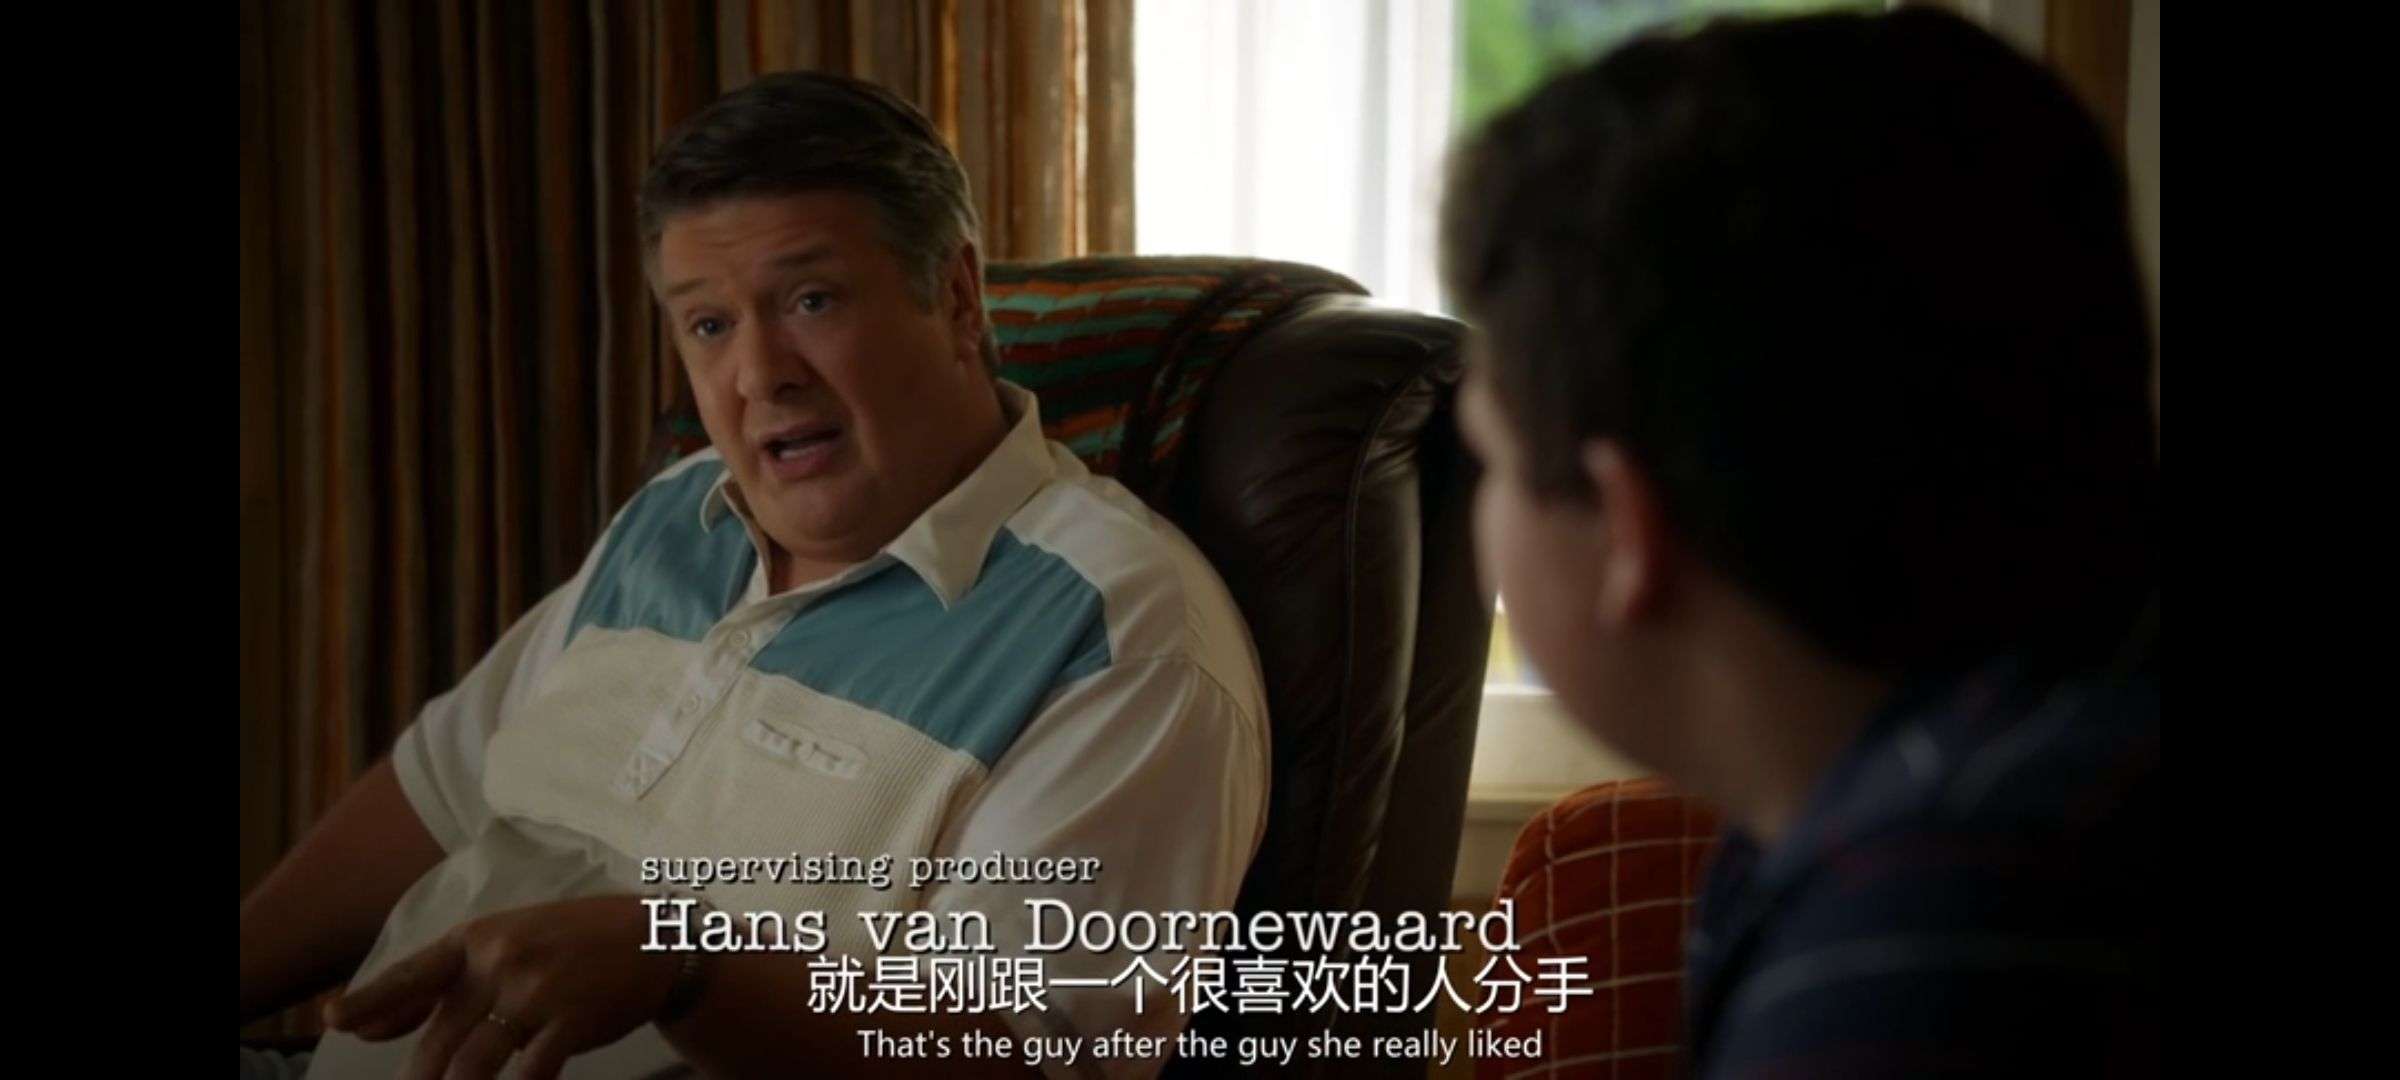 supervising producer
Hans van Doornewaard
就是刚跟一个很喜欢的人分手
That's the guy after the guy she really liked